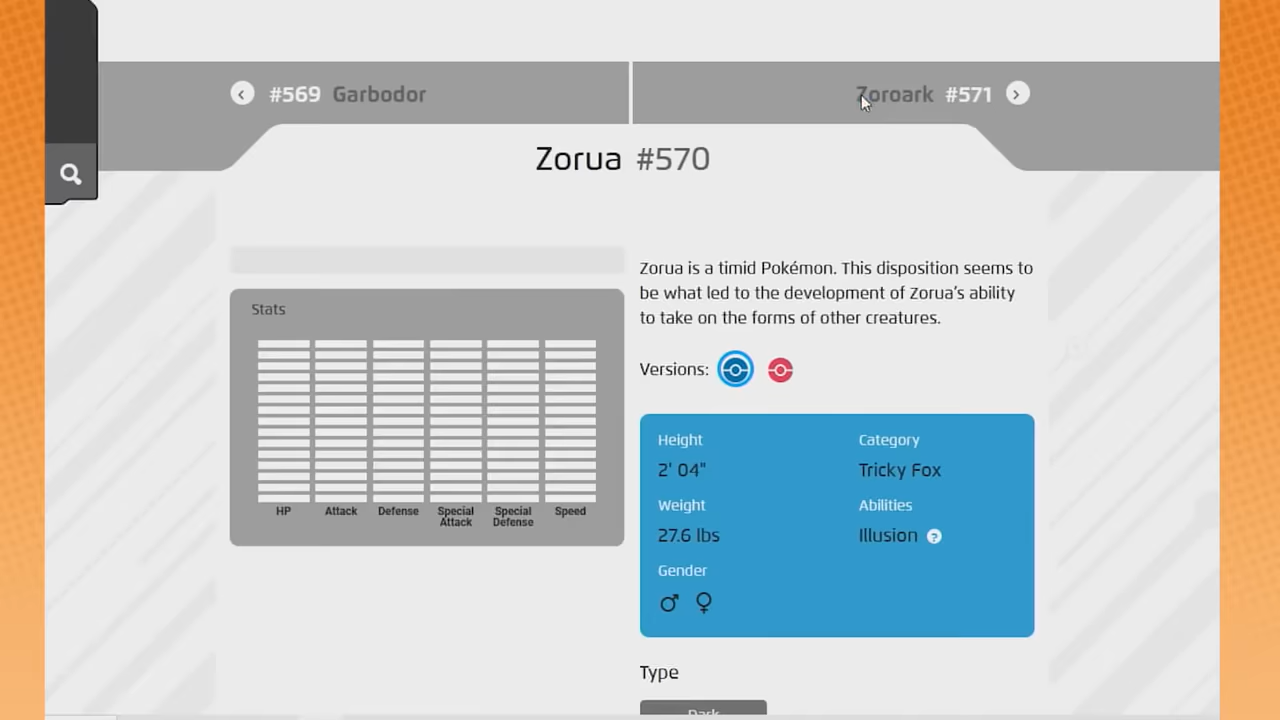 #569 Garbodor
Zoroark #571
Zorua #570
Stats
HP Attack Defense Special Attack Special Defense Speed
Zorua is a timid Pokémon. This disposition seems to
be what led to the development of Zorua's ability
to take on the forms of other creatures.
Versions:
Height
2' 04"
Category
Tricky Fox
Weight
27.6 lbs
Abilities
Illusion ?
Gender
Type
Dark